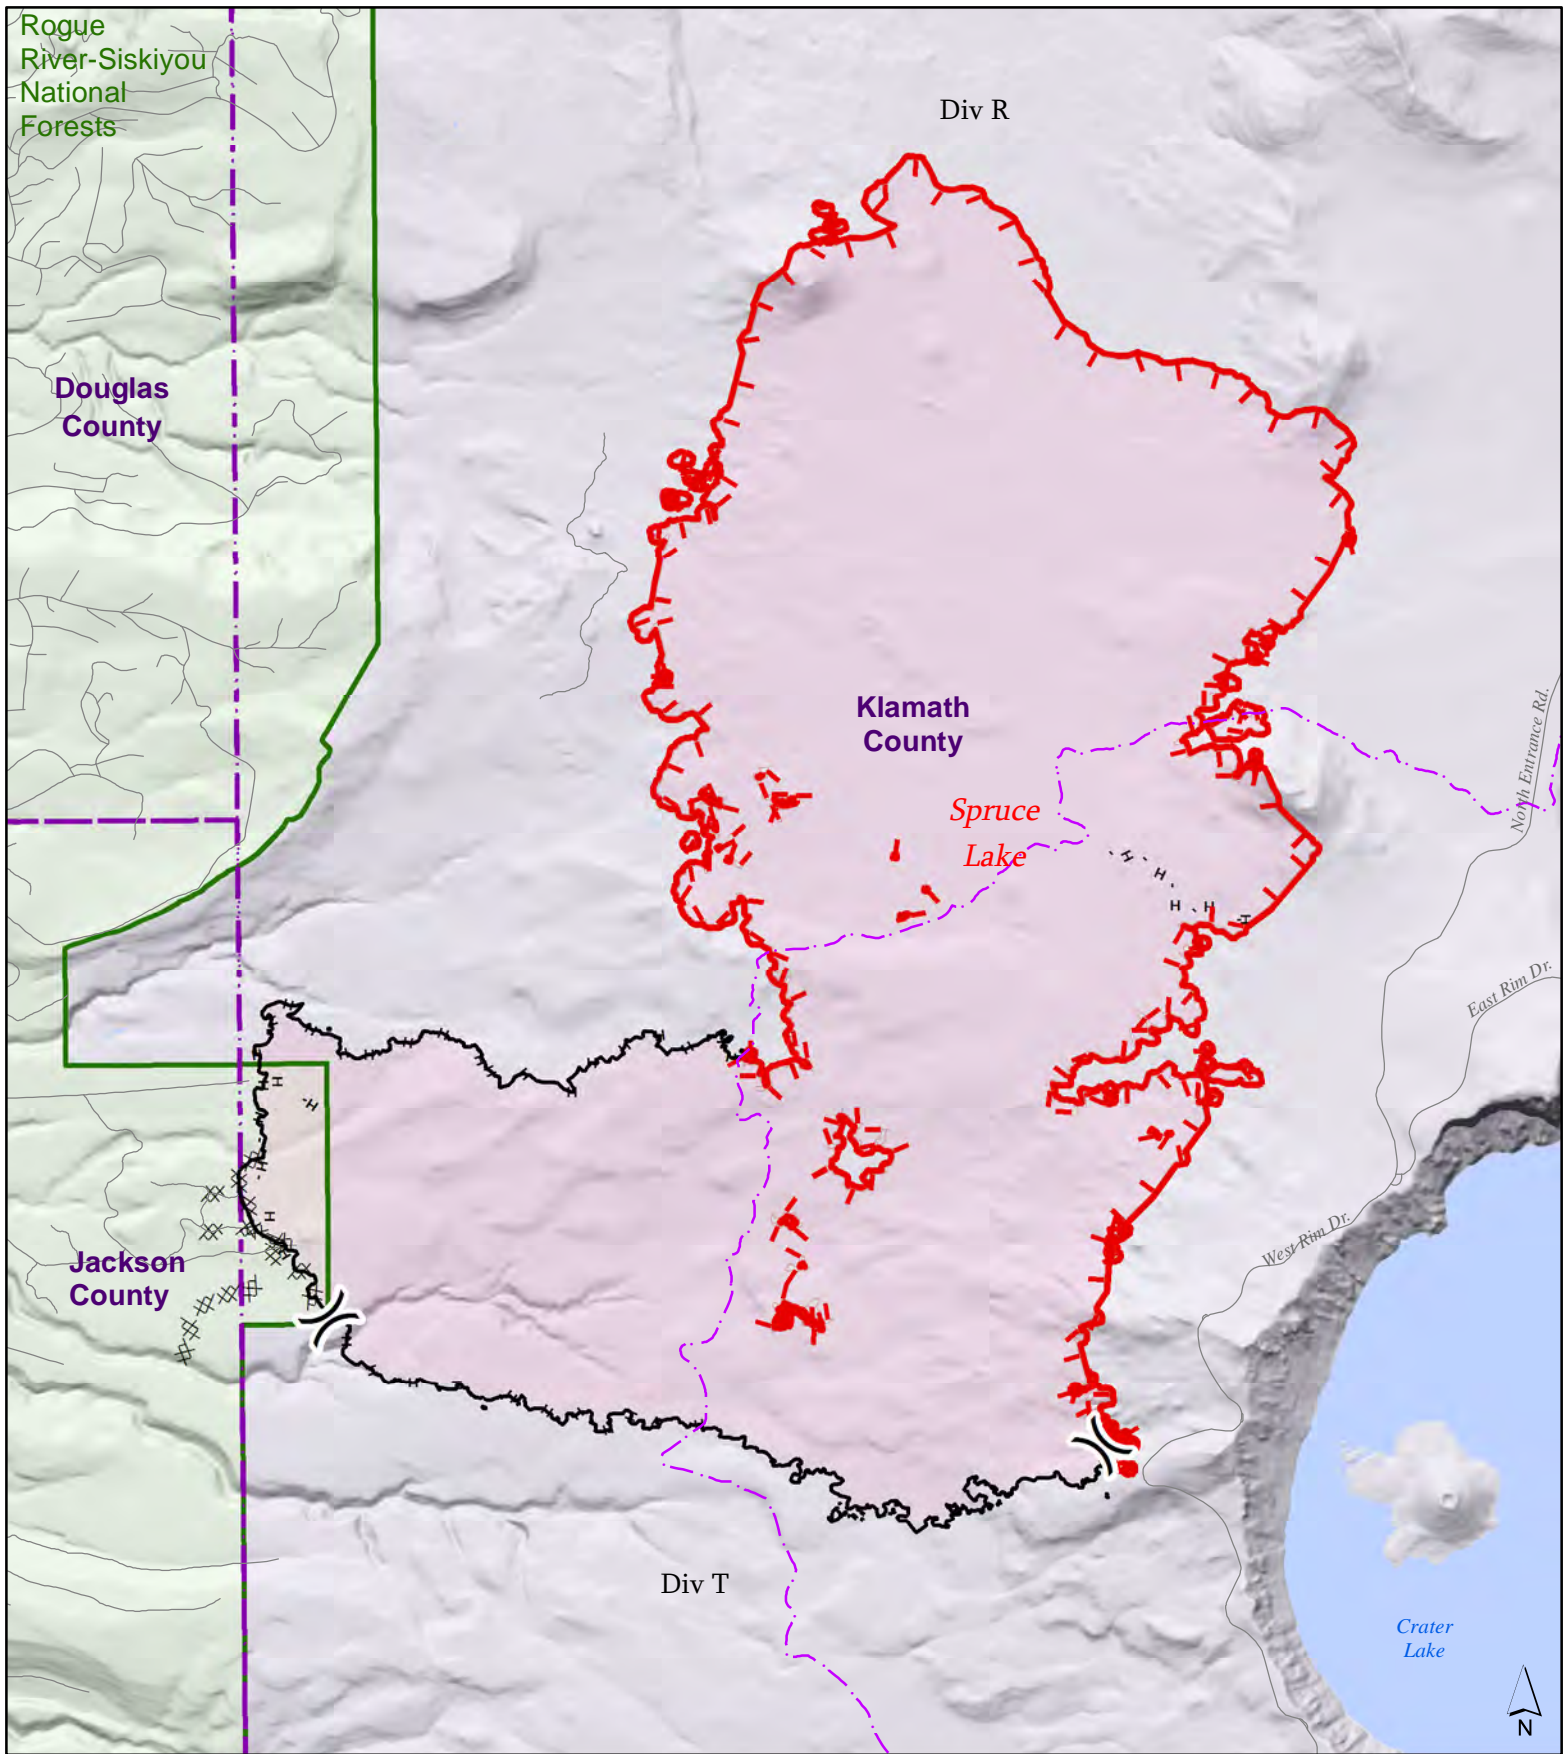 Rogue
River-Siskiyou
National
Forests
Div R
Douglas
County
Klamath
County
North Entrance Rd.
Spruce
Lake
H
H
H
H
H
East Rim Dr.
H
H
H
H
West Rim Dr.
Jackson
County
Div T
Crater
Lake
N